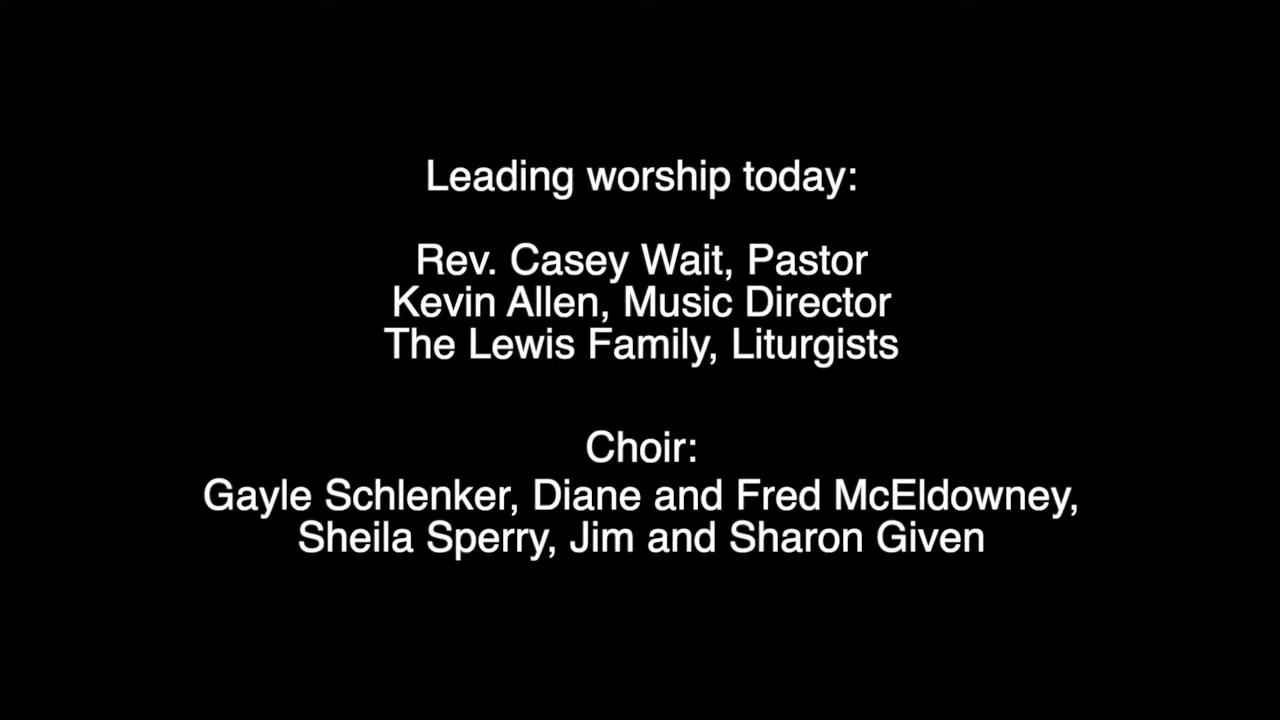 Leading worship today:
Rev. Casey Wait, Pastor
Kevin Allen, Music Director
The Lewis Family, Liturgists
Choir:
Gayle Schlenker, Diane and Fred McEldowney,
Sheila Sperry, Jim and Sharon Given